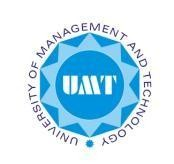 UNIVERSITY OF MANAGEMENT AND TECHNOLOGY
UMT